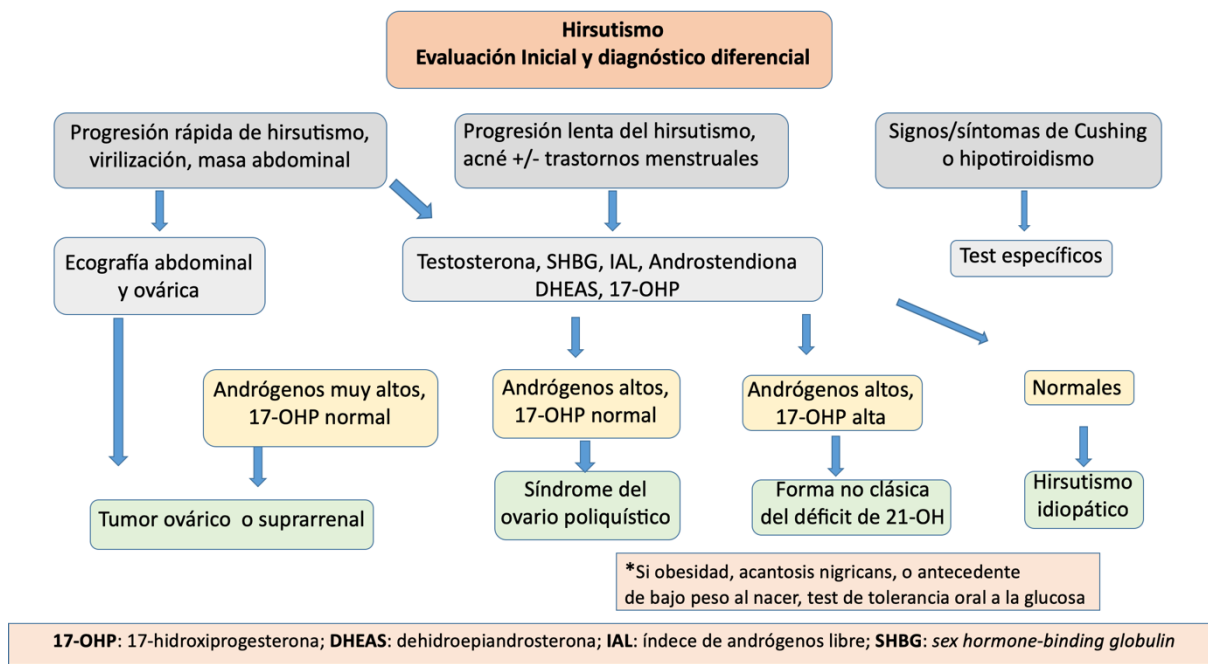 Hirsutismo
Evaluación Inicial y diagnóstico diferencial
Progresión rápida de hirsutismo,
virilización, masa abdominal
Progresión lenta del hirsutismo,
acné +/- trastornos menstruales
Signos/síntomas de Cushing
o hipotiroidismo
Ecografía abdominal
y ovárica
Testosterona, SHBG, IAL, Androstendiona
DHEAS, 17-OHP
Test específicos
Andrógenos muy altos,
17-OHP normal
Andrógenos altos,
17-OHP normal
Andrógenos altos,
17-OHP alta
Normales
Tumor ovárico o suprarrenal
Síndrome del
ovario poliquístico
Forma no clásica
del déficit de 21-OH
Hirsutismo
idiopático
*Si obesidad, acantosis nigricans, o antecedente
de bajo peso al nacer, test de tolerancia oral a la glucosa
17-OHP: 17-hidroxiprogesterona; DHEAS: dehidroepiandrosterona; IAL: índece de andrógenos libre; SHBG: sex hormone-binding globulin